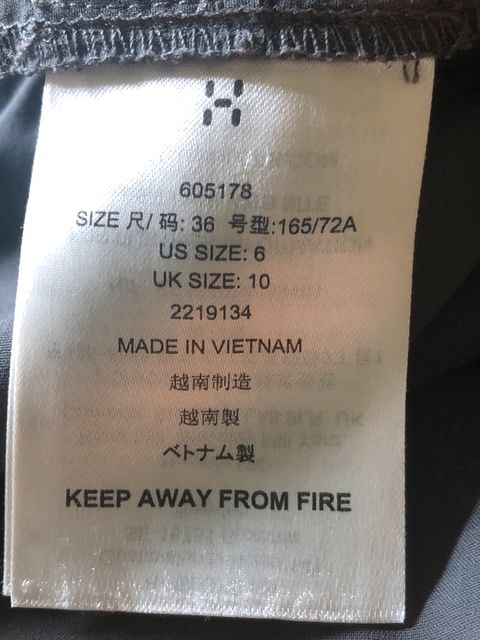 605178
SIZE 尺/ 码: 36 号型:165/72A
US SIZE: 6
UK SIZE: 10
2219134
MADE IN VIETNAM
越南制造
越南製
ベトナム製
KEEP AWAY FROM FIRE